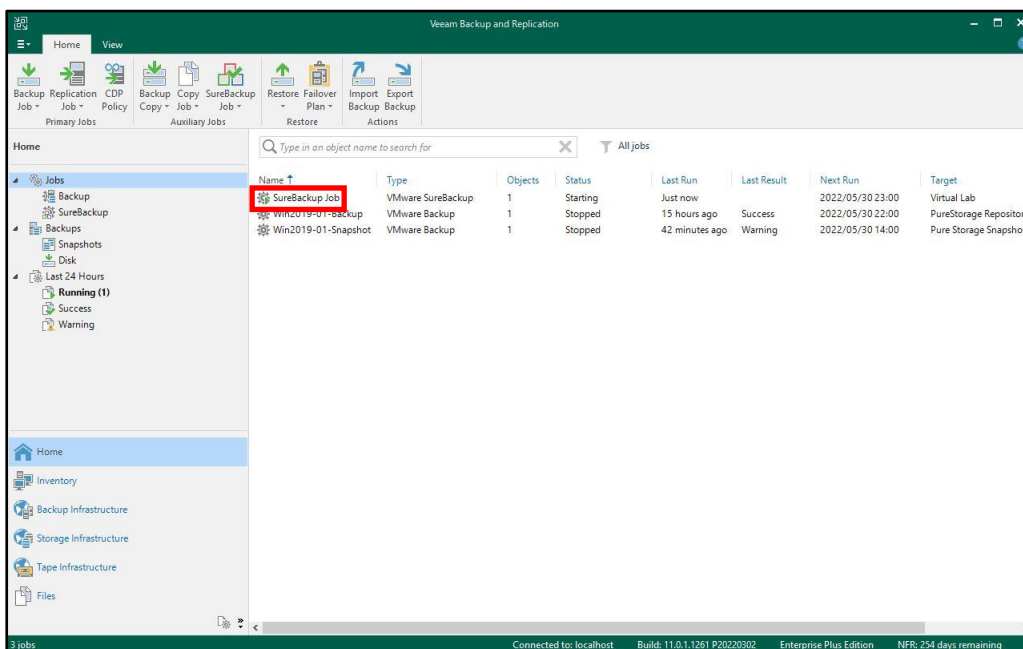 Veeam Backup and Replication
Home View
Backup Job Replication Job CDP Policy Backup Copy Copy Job SureBackup Job Restore Failover Plan Import Backup Export Backup
Primary Jobs Auxiliary Jobs Restore Actions
Home
Type in an object name to search for All jobs
Jobs
Backup
SureBackup
Backups
Snapshots
Disk
Last 24 Hours
Running (1)
Success
Warning
Name Type Objects Status Last Run Last Result Next Run Target
SureBackup Job VMware SureBackup 1 Starting Just now 2022/05/30 23:00 Virtual Lab
Win2019-01-Backup VMware Backup 1 Stopped 15 hours ago Success 2022/05/30 22:00 PureStorage Repositor
Win2019-01-Snapshot VMware Backup 1 Stopped 42 minutes ago Warning 2022/05/30 14:00 Pure Storage Snapsho
Home
Inventory
Backup Infrastructure
Storage Infrastructure
Tape Infrastructure
Files
3 jobs Connected to: localhost Build: 11.0.1.1261 P20220302 Enterprise Plus Edition NFR: 254 days remaining